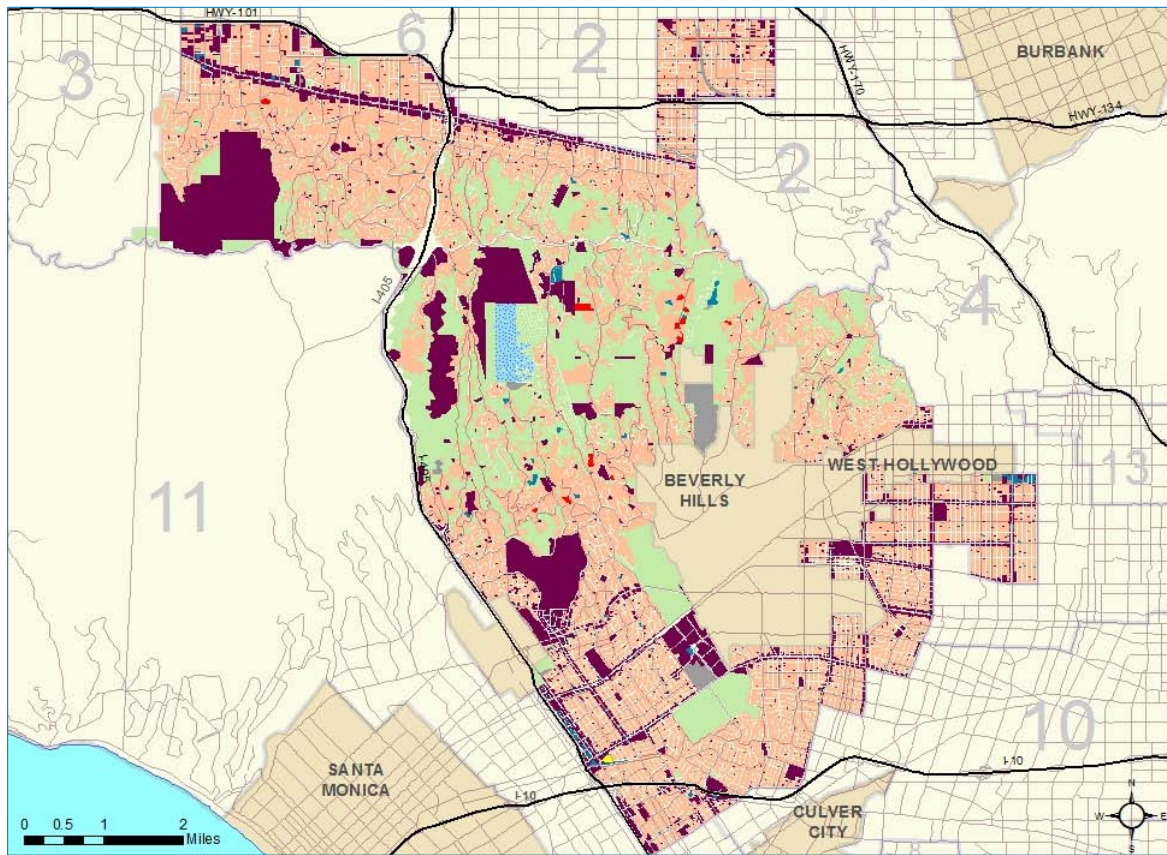 HWY-101
6
2
3
HWY-170
BURBANK
HWY-134
2
I-405
4
I-405
BEVERLY
HILLS
WEST HOLLYWOOD
13
11
10
I-10
SANTA
MONICA
I-10
CULVER
CITY
N
W E
S
0 0.5 1 2
Miles